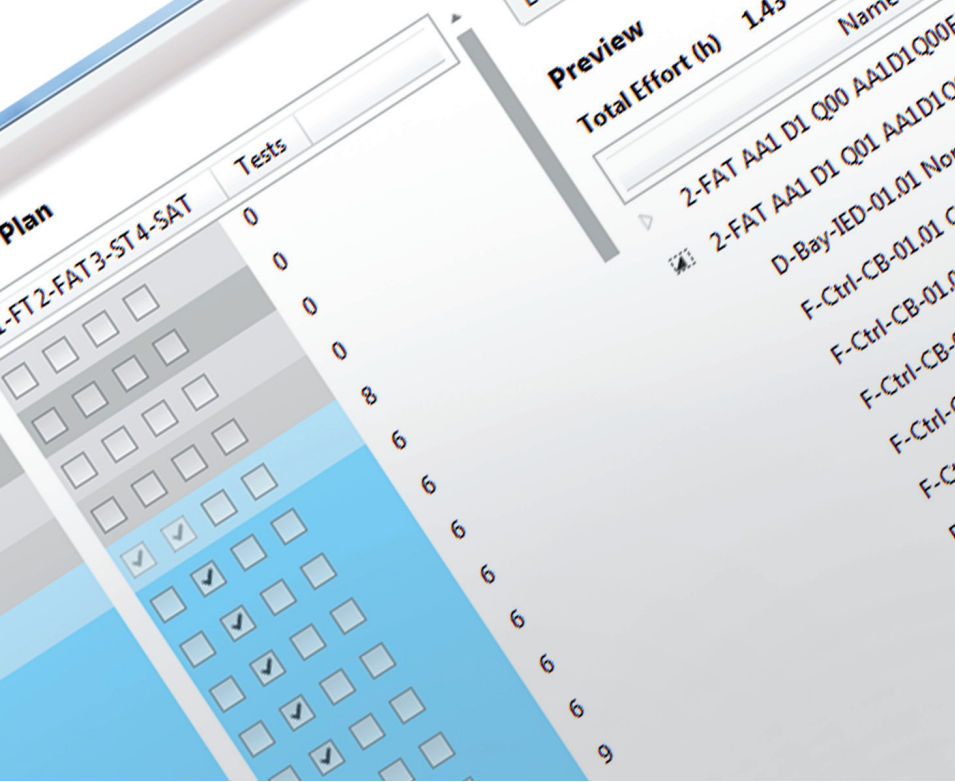 Plan
1-FT 2-FAT 3-ST 4-SAT
Tests
0
0
0
0
8
6
6
6
6
6
6
6
9
Preview
Total Effort (h) 1.43
Name
2-FAT AA1 D1 Q00 AA1D1Q00
2-FAT AA1 D1 Q01 AA1D1
D-Bay-IED-01.01
F-Ctrl-CB-01.01
F-Ctrl-CB-01.
F-Ctrl-CB-
F-Ctrl-